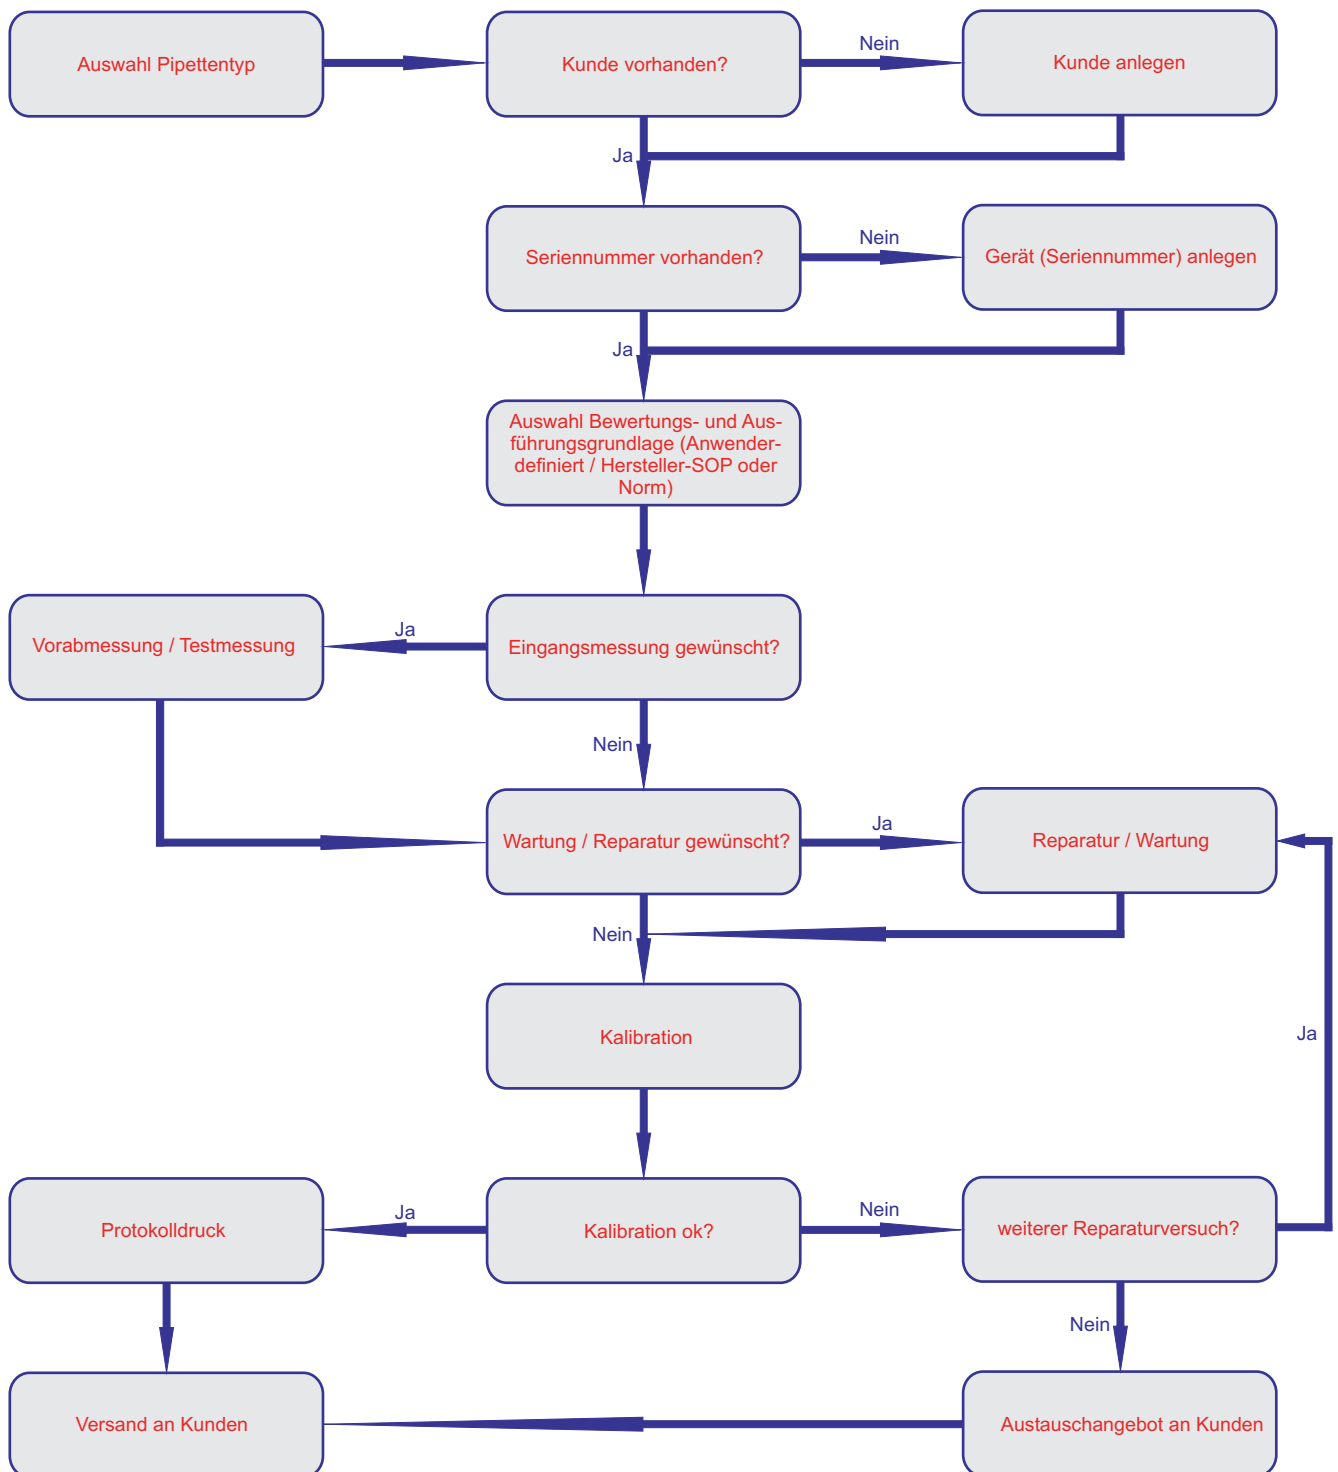 Auswahl Pipettentyp
Kunde vorhanden?
Nein
Kunde anlegen
Ja
Seriennummer vorhanden?
Nein
Gerät (Seriennummer) anlegen
Ja
Auswahl Bewertungs- und Aus-
führungsgrundlage (Anwender-
definiert / Hersteller-SOP oder
Norm)
Vorabmessung / Testmessung
Ja
Eingangsmessung gewünscht?
Nein
Wartung / Reparatur gewünscht?
Ja
Reparatur / Wartung
Nein
Kalibration
Ja
Protokolldruck
Ja
Kalibration ok?
Nein
weiterer Reparaturversuch?
Nein
Versand an Kunden
Austauschangebot an Kunden